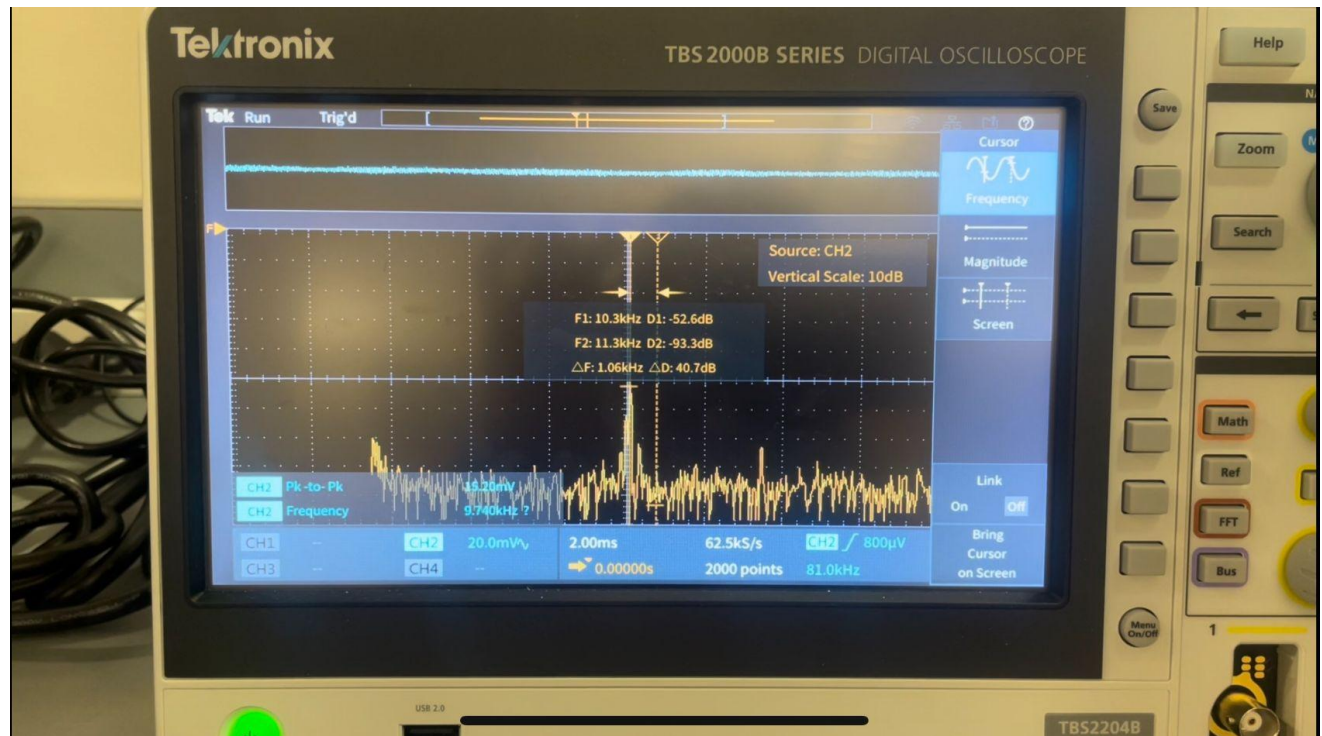 Tektronix
TBS 2000B SERIES DIGITAL OSCILLOSCOPE
Help
Tek Run Trig'd
Save
Cursor
Zoom
Frequency
Source: CH2
Vertical Scale: 10dB
Magnitude
Search
F1: 10.3kHz D1: -52.6dB
F2: 11.3kHz D2: -93.3dB
△F: 1.06kHz △D: 40.7dB
Screen
Math
Ref
FFT
Bus
CH2 Pk-to-Pk 15.20mV
CH2 Frequency 9.740kHz ?
Link
On Off
CH1 -- CH2 20.0mV 2.00ms 62.5kS/s CH2 800μV
CH3 -- CH4 -- 0.00000s 2000 points 81.0kHz
Bring
Cursor
on Screen
Menu
On/Off
1
USB 2.0
TBS2204B